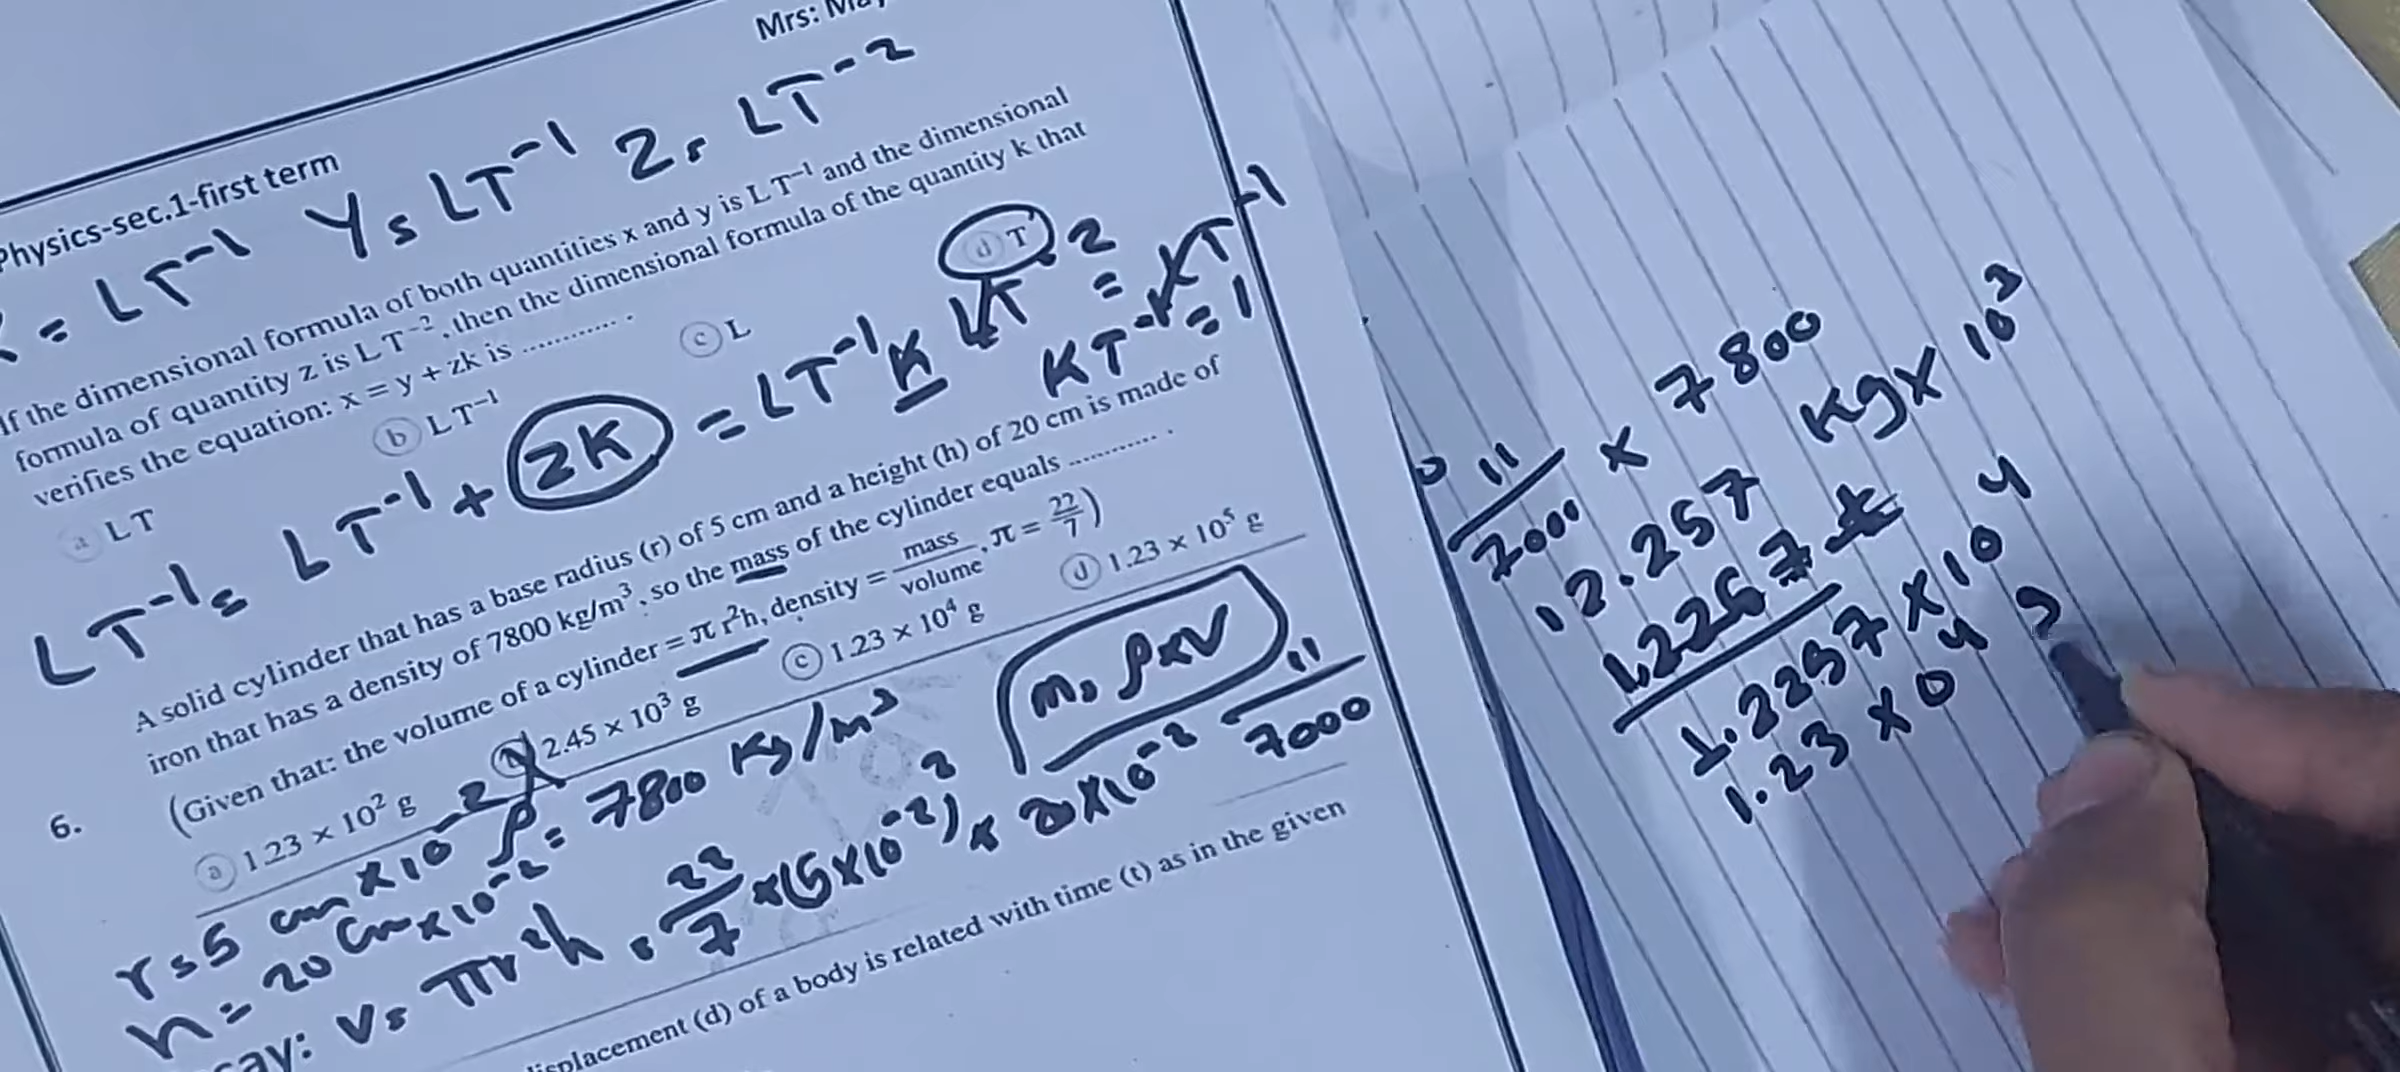 Mrs: May
Physics-sec.1-first term
= LT⁻¹ Ys LT⁻¹ Zs LT⁻²
If the dimensional formula of both quantities x and y is L T⁻¹ and the dimensional
formula of quantity z is L T⁻², then the dimensional formula of the quantity k that
verifies the equation: x = y + zk is ............ .
a L T
b L T⁻¹
c L
d T
LT⁻¹ = LT⁻¹ + ZK = LT⁻¹
K LT⁻² = LT⁻¹
KT⁻¹ = 1
6.
A solid cylinder that has a base radius (r) of 5 cm and a height (h) of 20 cm is made of
iron that has a density of 7800 kg/m³, so the mass of the cylinder equals ............ .
(Given that: the volume of a cylinder = π r²h, density = mass/volume, π = 22/7)
a 1.23 × 10² g
2.45 × 10³ g
c 1.23 × 10⁴ g
d 1.23 × 10⁵ g
r = 5 cm × 10⁻²
h = 20 cm × 10⁻²
ρ = 7800 Kg/m³
m = ρ×V
V = πr²h = 22/7 × (5×10⁻²)² × 20×10⁻² 11/7000
say:
displacement (d) of a body is related with time (t) as in the given
11/7000 × 7800
12.257 Kg × 10³
1.2257 × 10⁴
1.23 × 10⁴ g